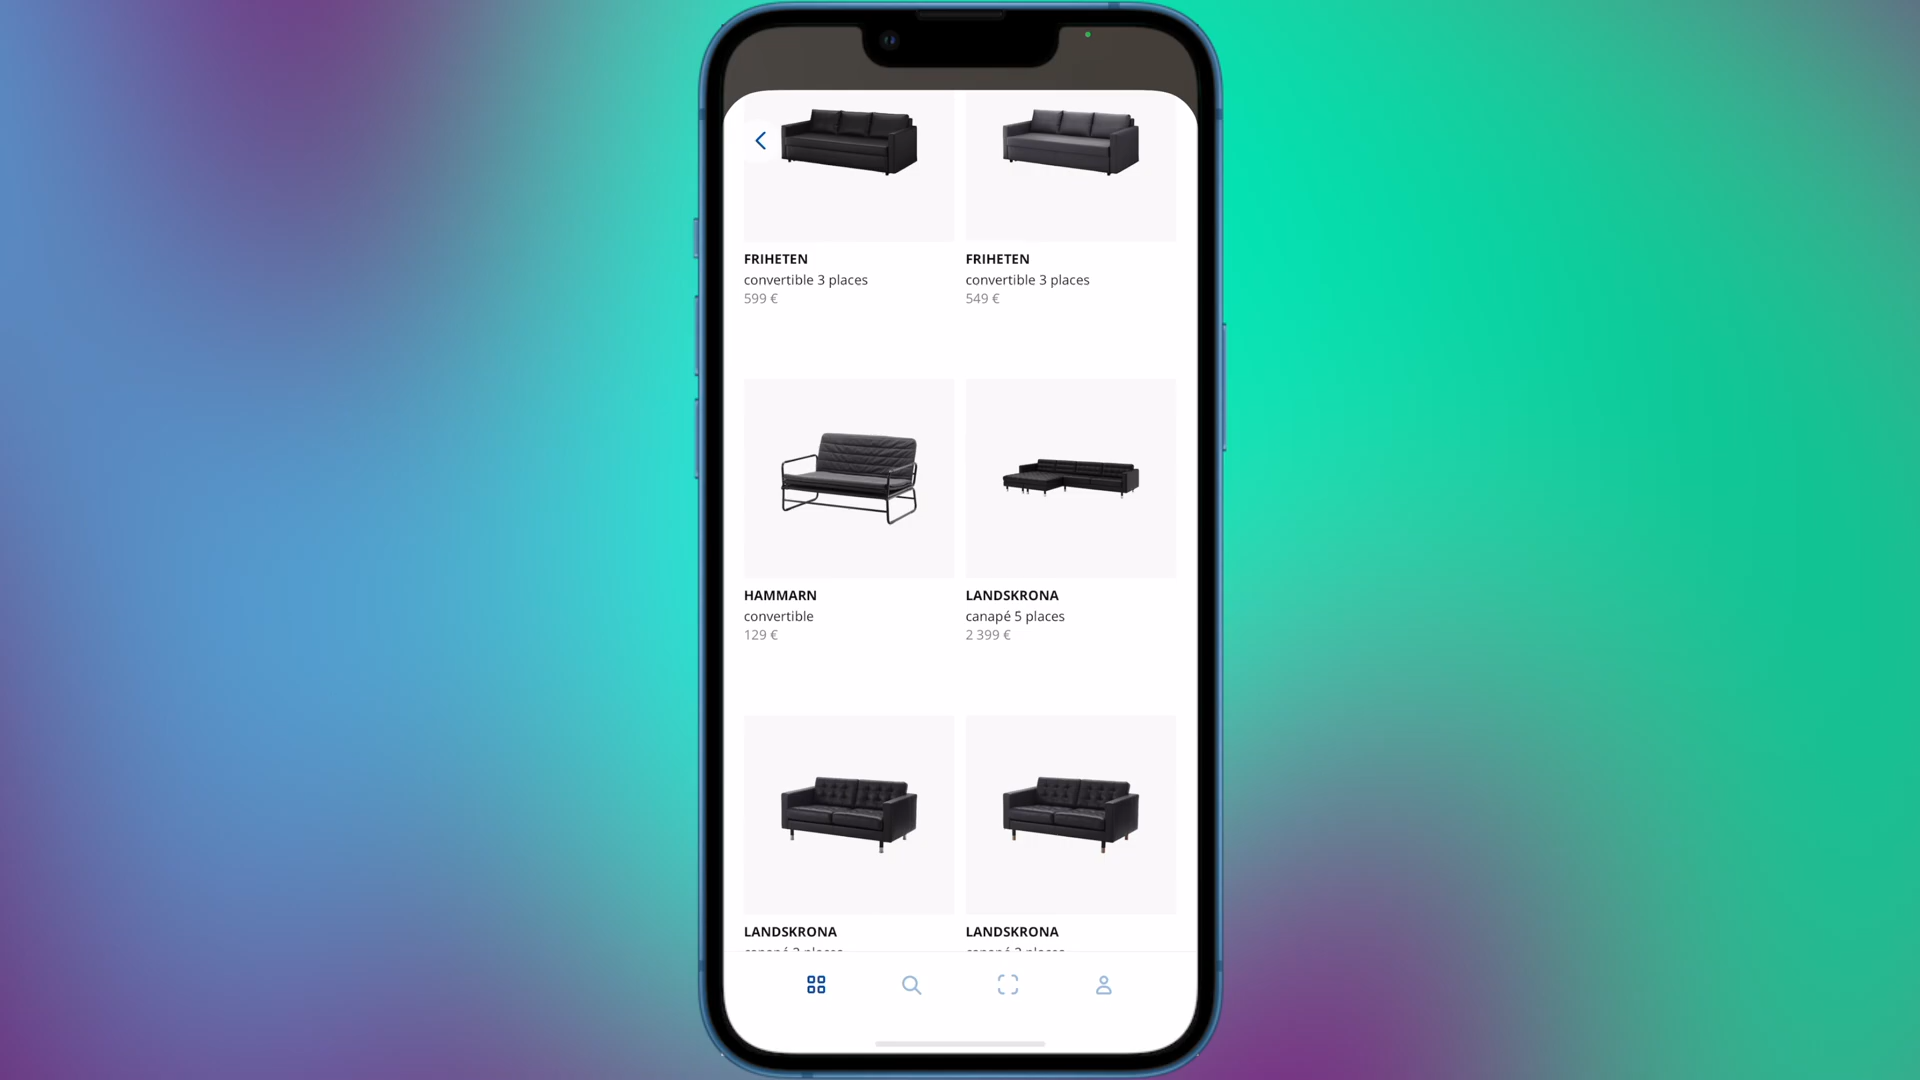 FRIHETEN
convertible 3 places
599 €
FRIHETEN
convertible 3 places
549 €
HAMMARN
convertible
129 €
LANDSKRONA
canapé 5 places
2 399 €
LANDSKRONA
LANDSKRONA